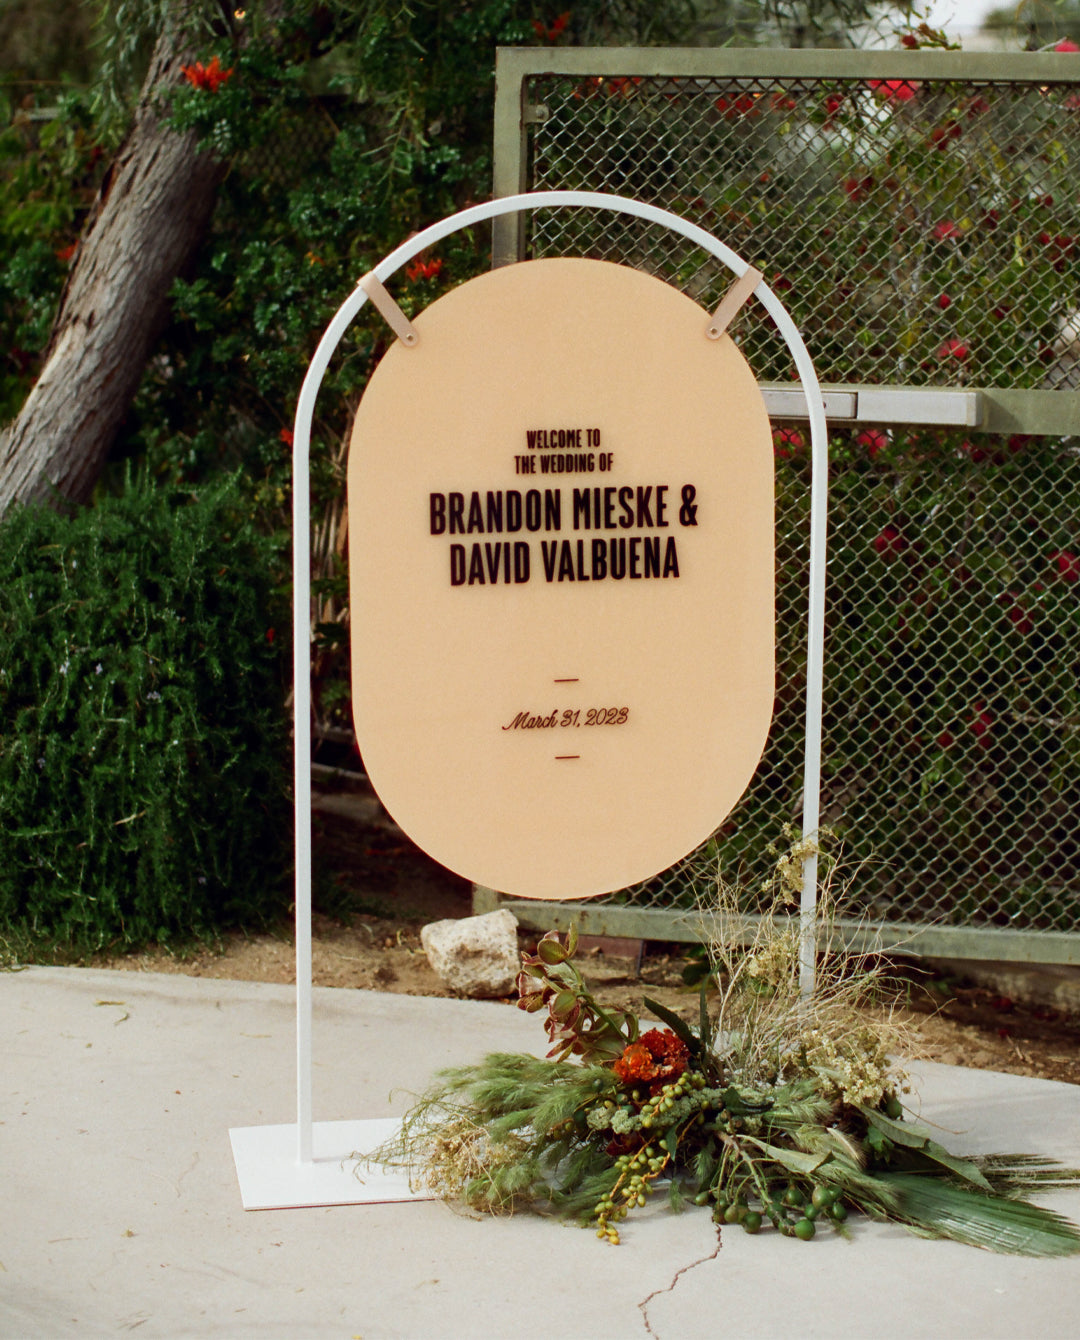 WELCOME TO
THE WEDDING OF
BRANDON MIESKE &
DAVID VALBUENA
March 31, 2023